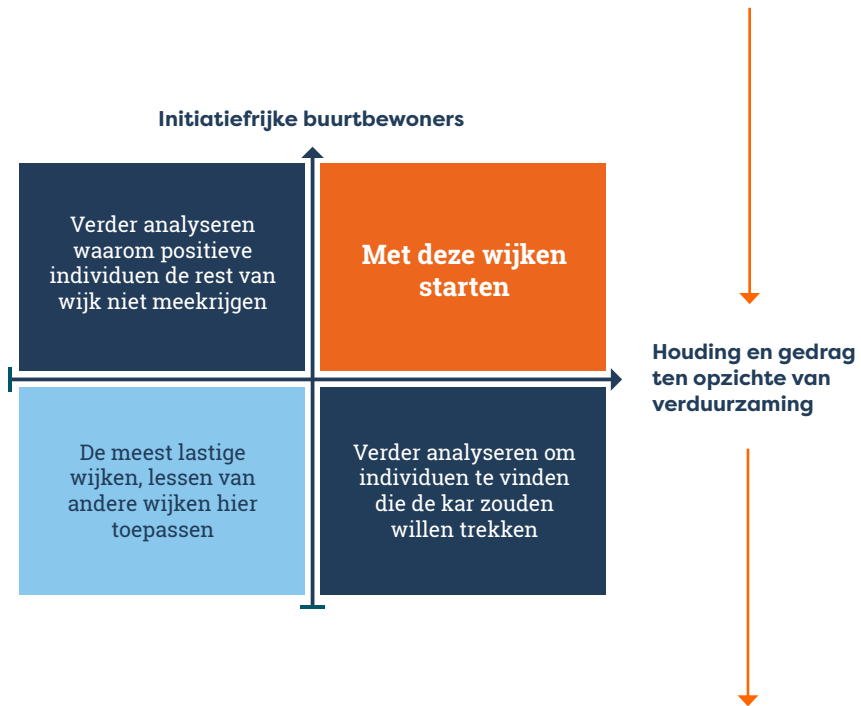 Initiatiefrijke buurtbewoners
Verder analyseren
waarom positieve
individuen de rest van
wijk niet meekrijgen
Met deze wijken
starten
Houding en gedrag
ten opzichte van
verduurzaming
De meest lastige
wijken, lessen van
andere wijken hier
toepassen
Verder analyseren om
individuen te vinden
die de kar zouden
willen trekken